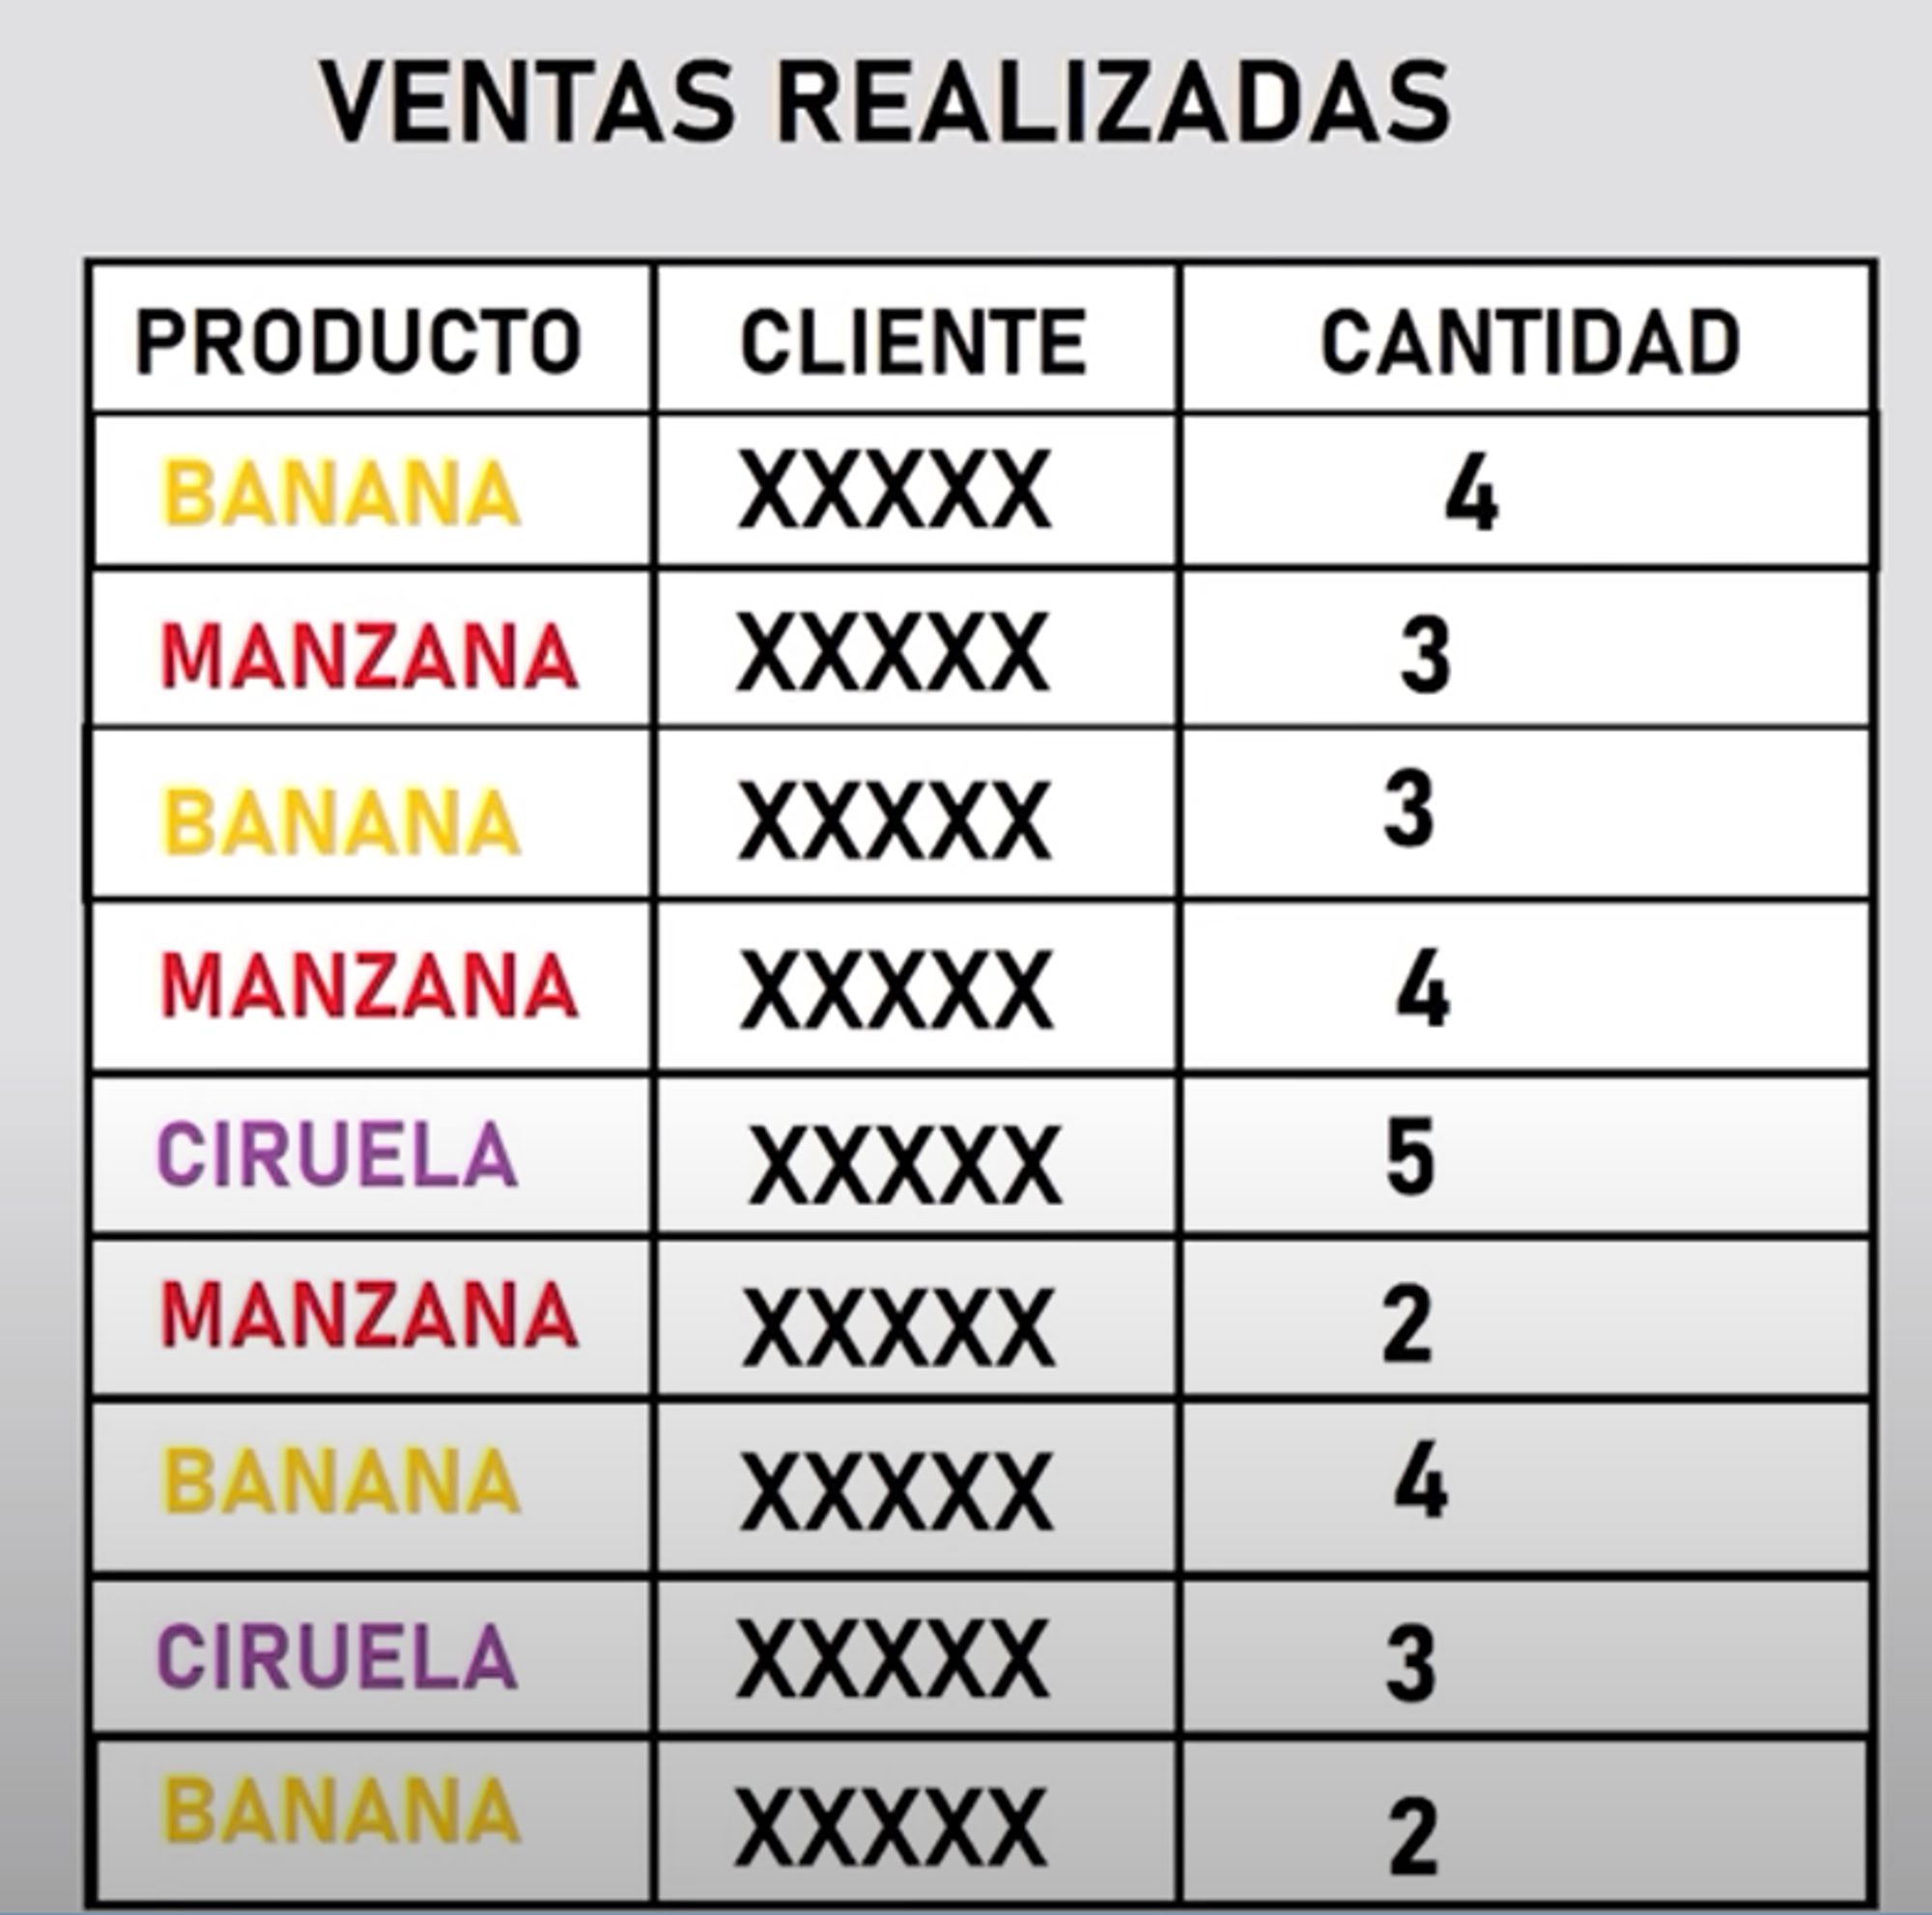 VENTAS REALIZADAS
PRODUCTO CLIENTE CANTIDAD
BANANA XXXXX 4
MANZANA XXXXX 3
BANANA XXXXX 3
MANZANA XXXXX 4
CIRUELA XXXXX 5
MANZANA XXXXX 2
BANANA XXXXX 4
CIRUELA XXXXX 3
BANANA XXXXX 2